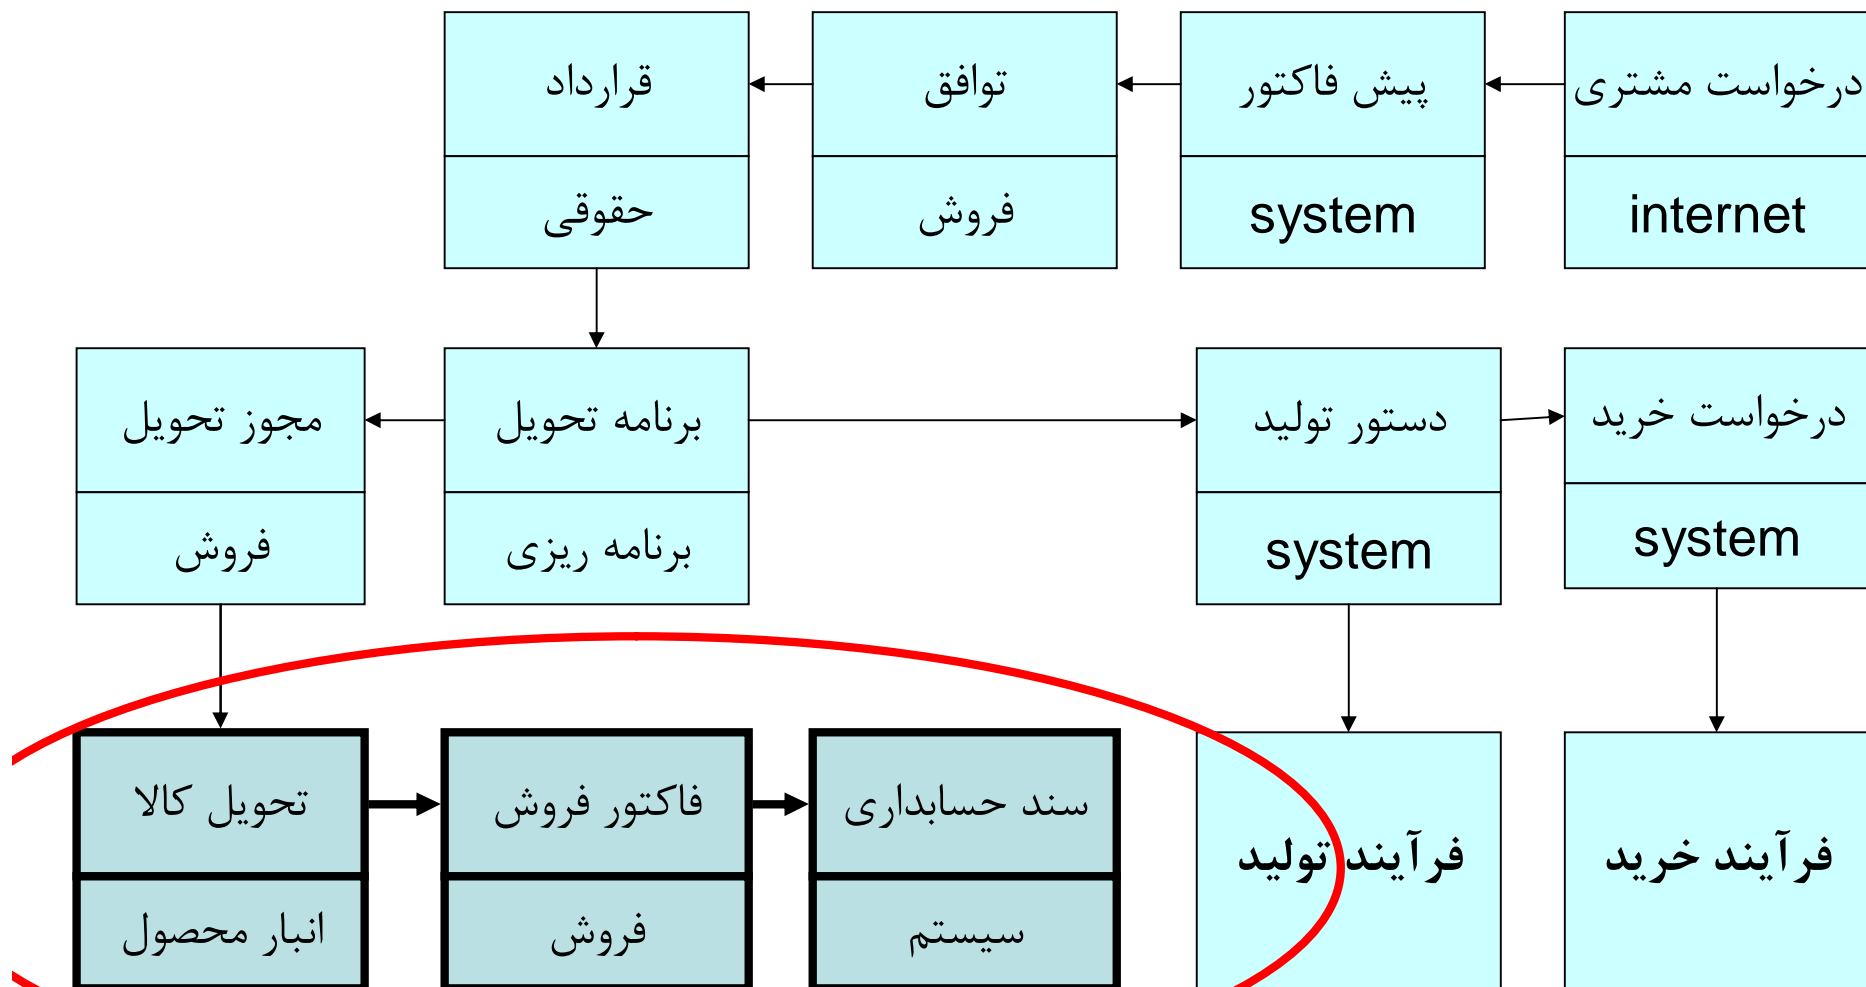 درخواست مشتری
internet
پیش فاکتور
system
توافق
فروش
قرارداد
حقوقی
درخواست خرید
system
دستور تولید
system
برنامه تحویل
برنامه ریزی
مجوز تحویل
فروش
فرآیند خرید
فرآیند تولید
تحویل کالا
انبار محصول
فاکتور فروش
فروش
سند حسابداری
سیستم